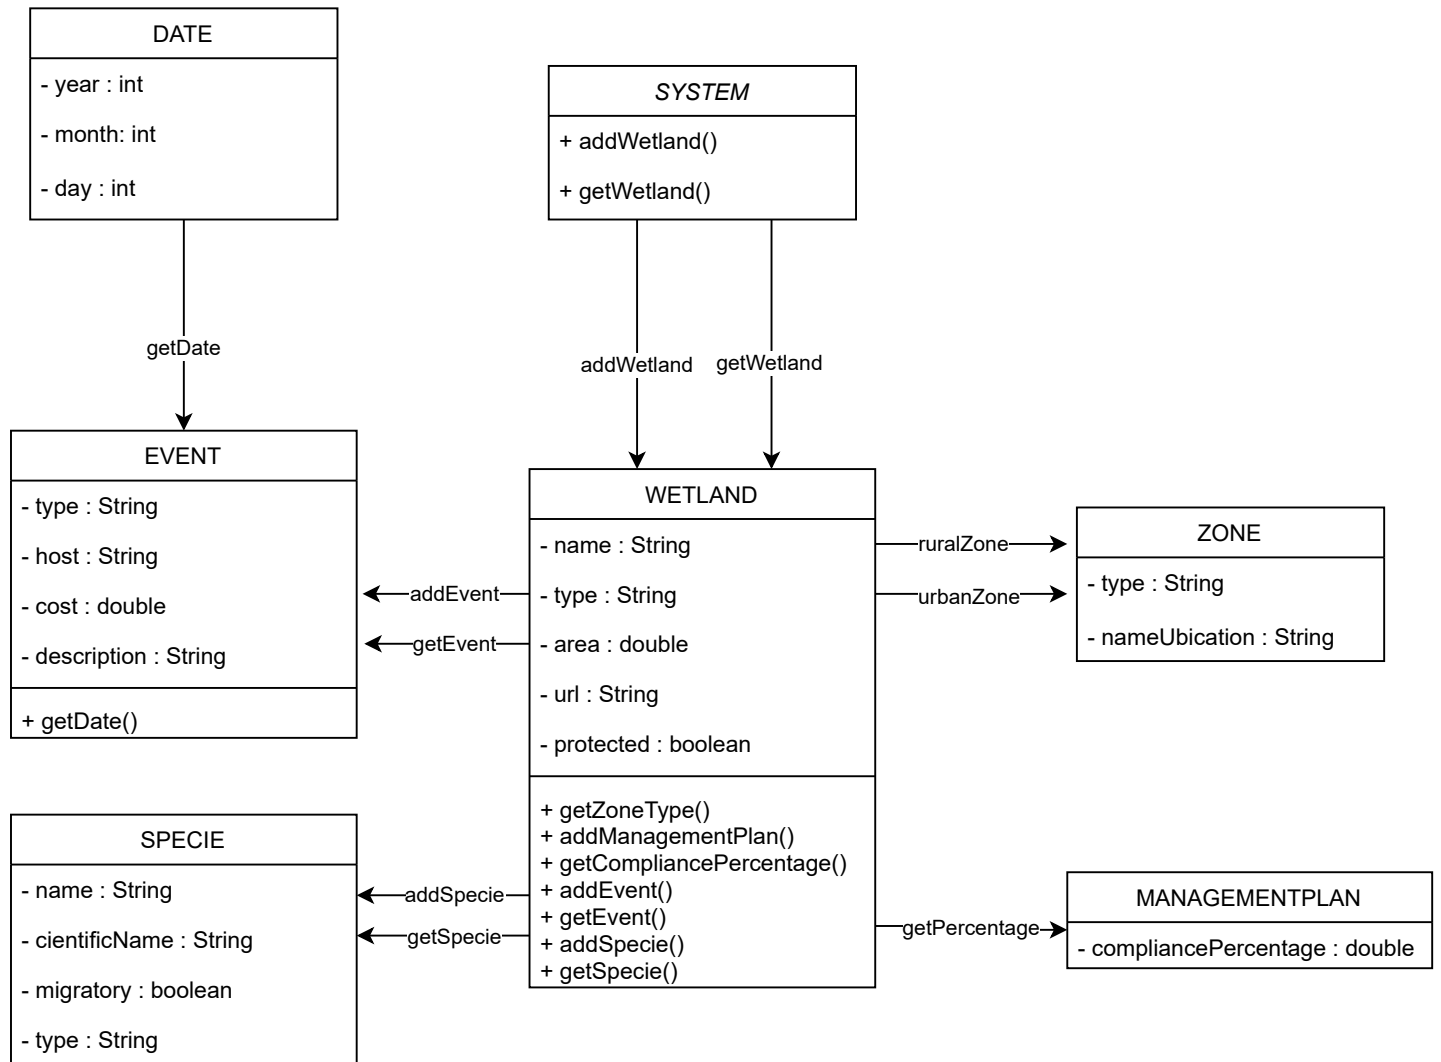 DATE
- year : int
- month: int
- day : int
SYSTEM
+ addWetland()
+ getWetland()
getDate
addWetland
getWetland
EVENT
- type : String
- host : String
- cost : double
- description : String
+ getDate()
addEvent
getEvent
WETLAND
- name : String
- type : String
- area : double
- url : String
- protected : boolean
+ getZoneType()
+ addManagementPlan()
+ getCompliancePercentage()
+ addEvent()
+ getEvent()
+ addSpecie()
+ getSpecie()
ruralZone
urbanZone
ZONE
- type : String
- nameUbication : String
SPECIE
- name : String
- cientificName : String
- migratory : boolean
- type : String
addSpecie
getSpecie
getPercentage
MANAGEMENTPLAN
- compliancePercentage : double